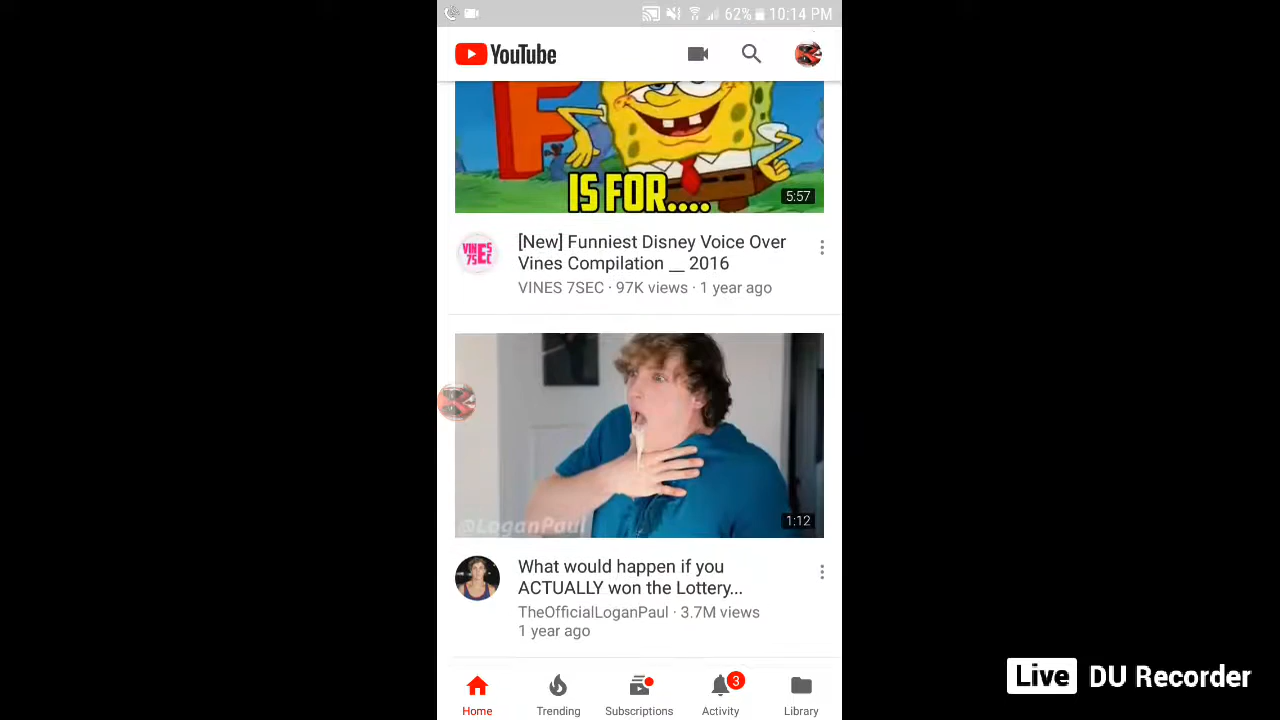 62% 10:14 PM
YouTube
F
IS FOR....
5:57
VINES 7SEC
[New] Funniest Disney Voice Over
Vines Compilation __ 2016
VINES 7SEC · 97K views · 1 year ago
@LoganPaul
1:12
What would happen if you
ACTUALLY won the Lottery...
TheOfficialLoganPaul · 3.7M views
1 year ago
3
Home Trending Subscriptions Activity Library
Live DU Recorder